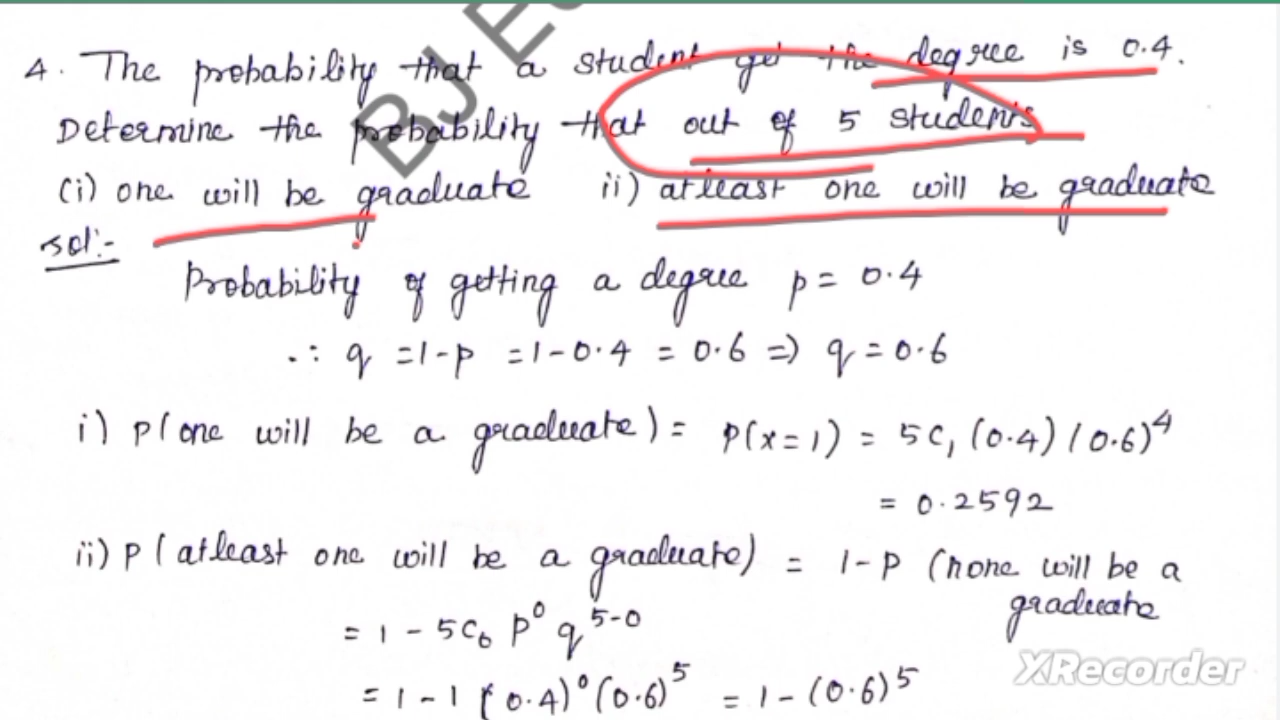 4. The probability that a student get the degree is 0.4.
Determine the probability that out of 5 students
(i) one will be graduate ii) atleast one will be graduate
sol:-
Probability of getting a degree p = 0.4
∴ q = 1-p = 1-0.4 = 0.6 => q = 0.6
i) P(one will be a graduate) = P(x=1) = 5C₁ (0.4) (0.6)⁴
= 0.2592
ii) P(atleast one will be a graduate) = 1-P (none will be a
graduate
= 1 - 5C₀ p⁰ q⁵⁻⁰
= 1 - 1 (0.4)⁰ (0.6)⁵ = 1 - (0.6)⁵
BJ E
XRecorder